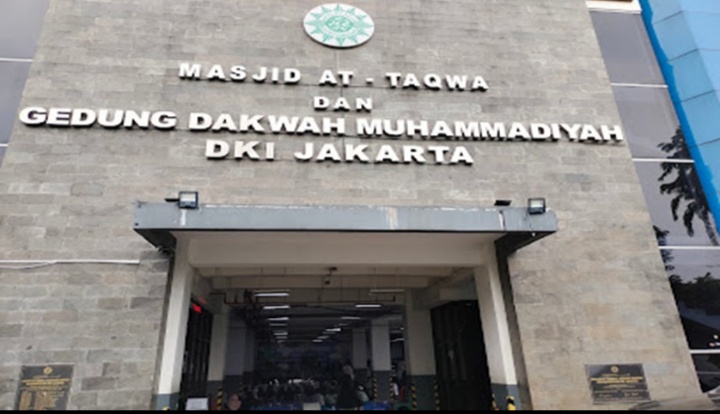 MASJID AT - TAQWA
DAN
GEDUNG DAKWAH MUHAMMADIYAH
DKI JAKARTA